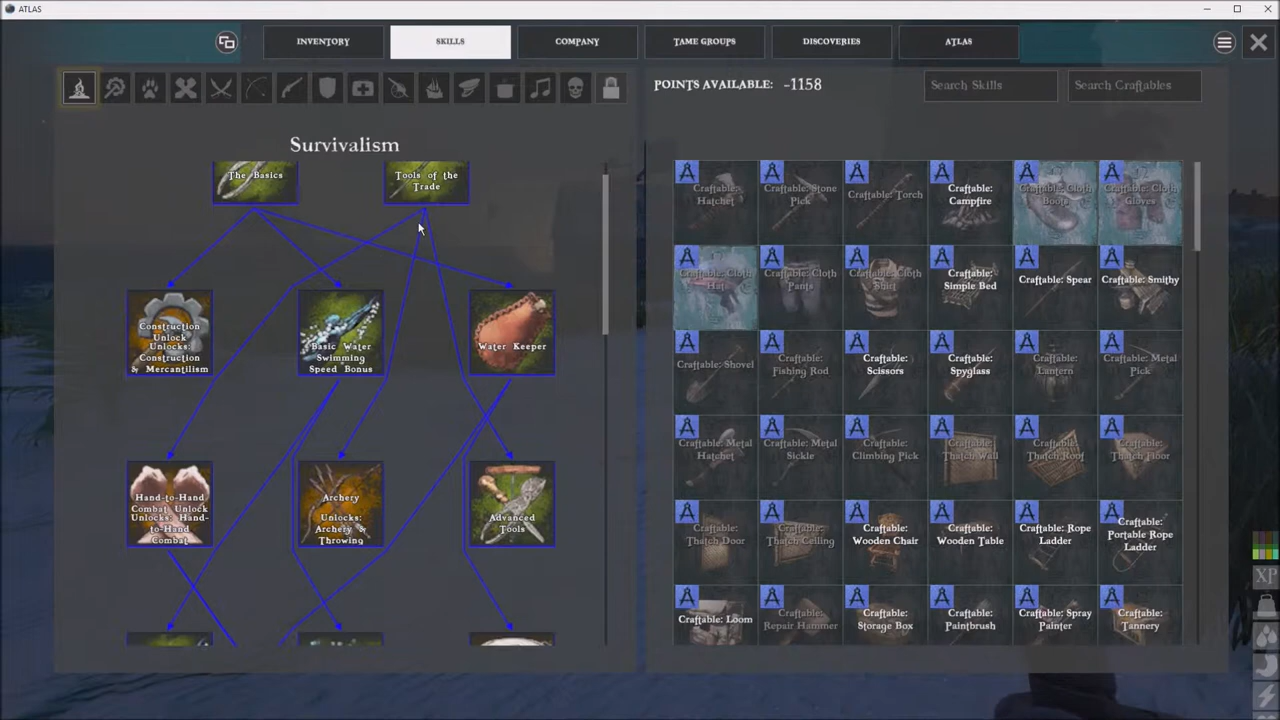 ATLAS
INVENTORY
SKILLS
COMPANY
TAME GROUPS
DISCOVERIES
ATLAS
POINTS AVAILABLE: -1158
Search Skills
Search Craftables
Survivalism
The Basics
Tools of the
Trade
Construction
Unlock
Unlocks:
Construction
& Mercantilism
Basic Water
Swimming
Speed Bonus
Water Keeper
Hand-to-Hand
Combat Unlock
Unlocks: Hand-
to-Hand
Combat
Archery
Unlocks:
Archery &
Throwing
Advanced
Tools
Craftable:
Hatchet
Craftable: Stone
Pick
Craftable: Torch
Craftable:
Campfire
Craftable: Cloth
Boots
Craftable: Cloth
Gloves
Craftable: Cloth
Hat
Craftable: Cloth
Pants
Craftable: Cloth
Shirt
Craftable:
Simple Bed
Craftable: Spear
Craftable: Smithy
Craftable: Shovel
Craftable:
Fishing Rod
Craftable:
Scissors
Craftable:
Spyglass
Craftable:
Lantern
Craftable: Metal
Pick
Craftable: Metal
Hatchet
Craftable: Metal
Sickle
Craftable:
Climbing Pick
Craftable:
Thatch Wall
Craftable:
Thatch Roof
Craftable:
Thatch Floor
Craftable:
Thatch Door
Craftable:
Thatch Ceiling
Craftable:
Wooden Chair
Craftable:
Wooden Table
Craftable: Rope
Ladder
Craftable:
Portable Rope
Ladder
Craftable: Loom
Craftable:
Repair Hammer
Craftable:
Storage Box
Craftable:
Paintbrush
Craftable: Spray
Painter
Craftable:
Tannery
XP